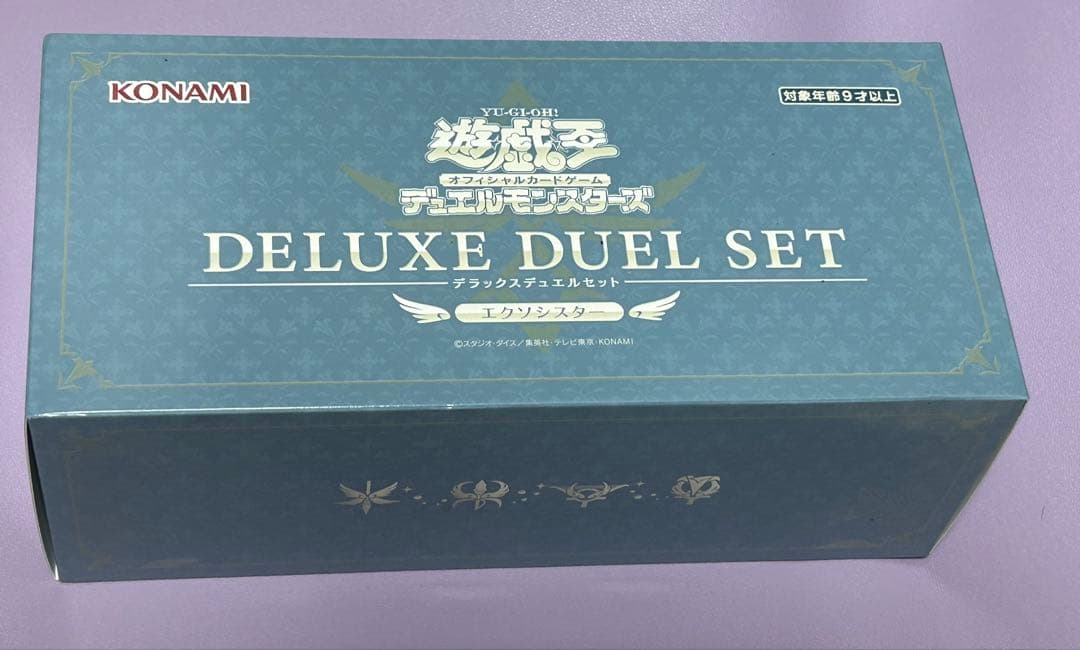 KONAMI
対象年齢9才以上
YU-GI-OH!
遊☆戯☆王
オフィシャルカードゲーム
デュエルモンスターズ
DELUXE DUEL SET
デラックスデュエルセット
エクソシスター
©スタジオ・ダイス/集英社・テレビ東京・KONAMI